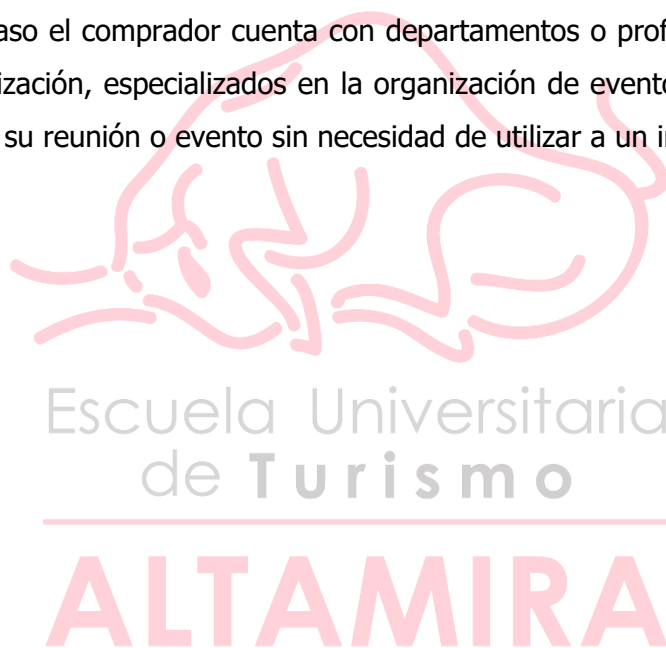 aso el comprador cuenta con departamentos o prof
ización, especializados en la organización de evento
su reunión o evento sin necesidad de utilizar a un i
Escuela Universitaria
de Turismo
ALTAMIRA